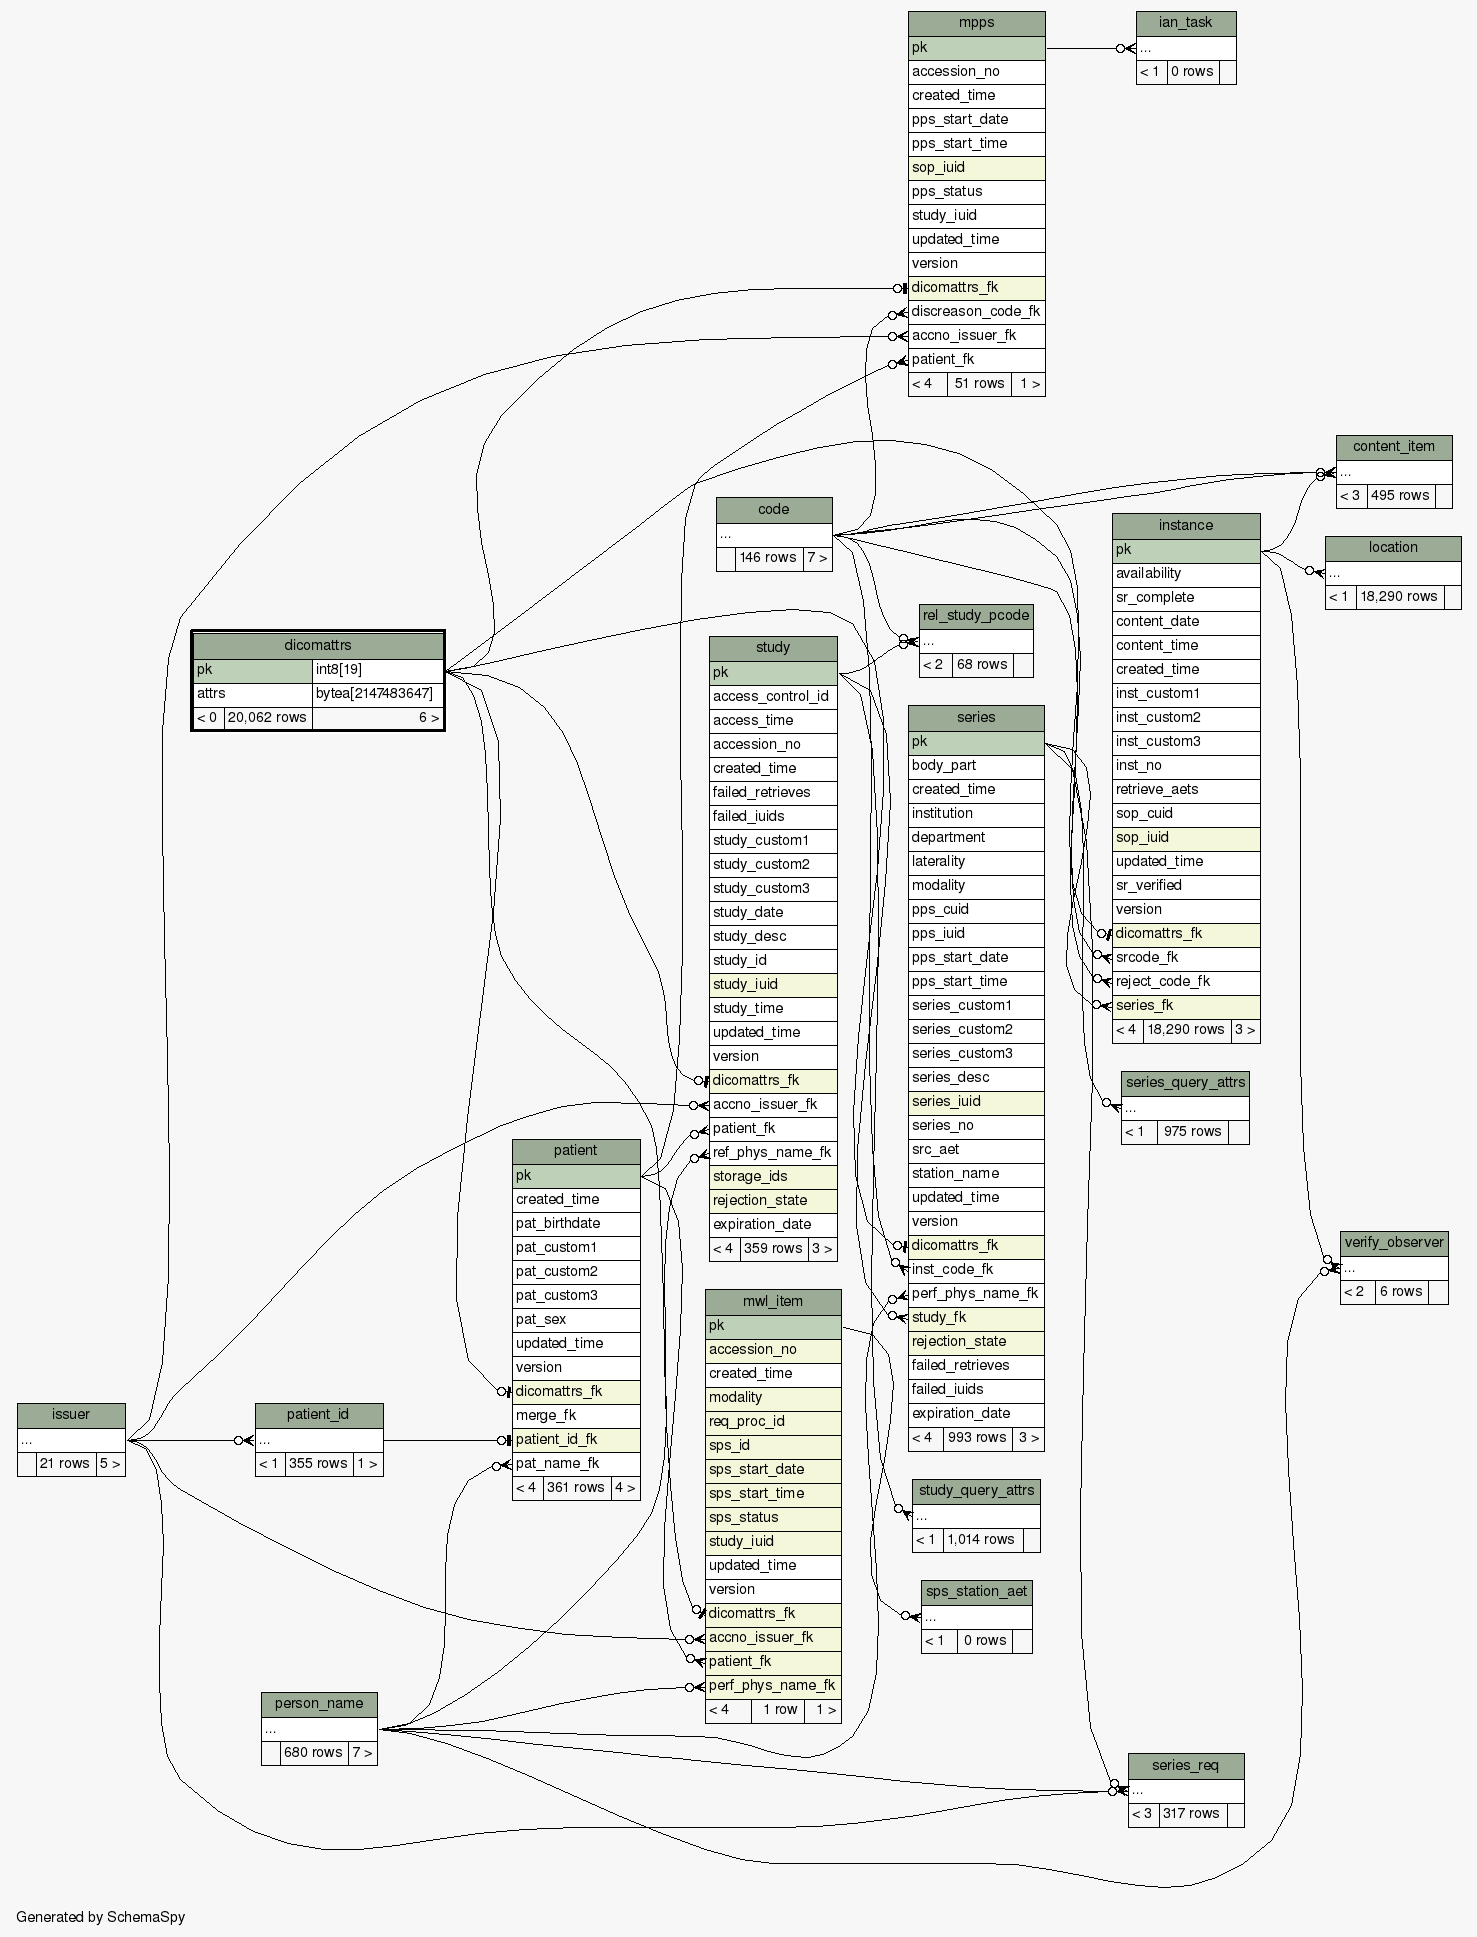 mpps
pk
accession_no
created_time
pps_start_date
pps_start_time
sop_iuid
pps_status
study_iuid
updated_time
version
dicomattrs_fk
discreason_code_fk
accno_issuer_fk
patient_fk
< 4 51 rows 1 >
ian_task
...
< 1 0 rows
content_item
...
< 3 495 rows
code
...
146 rows 7 >
instance
pk
availability
sr_complete
content_date
content_time
created_time
inst_custom1
inst_custom2
inst_custom3
inst_no
retrieve_aets
sop_cuid
sop_iuid
updated_time
sr_verified
version
dicomattrs_fk
srcode_fk
reject_code_fk
series_fk
< 4 18,290 rows 3 >
location
...
< 1 18,290 rows
rel_study_pcode
...
< 2 68 rows
dicomattrs
pk int8[19]
attrs bytea[2147483647]
< 0 20,062 rows 6 >
study
pk
access_control_id
access_time
accession_no
created_time
failed_retrieves
failed_iuids
study_custom1
study_custom2
study_custom3
study_date
study_desc
study_id
study_iuid
study_time
updated_time
version
dicomattrs_fk
accno_issuer_fk
patient_fk
ref_phys_name_fk
storage_ids
rejection_state
expiration_date
< 4 359 rows 3 >
series
pk
body_part
created_time
institution
department
laterality
modality
pps_cuid
pps_iuid
pps_start_date
pps_start_time
series_custom1
series_custom2
series_custom3
series_desc
series_iuid
series_no
src_aet
station_name
updated_time
version
dicomattrs_fk
inst_code_fk
perf_phys_name_fk
study_fk
rejection_state
failed_retrieves
failed_iuids
expiration_date
< 4 993 rows 3 >
series_query_attrs
...
< 1 975 rows
patient
pk
created_time
pat_birthdate
pat_custom1
pat_custom2
pat_custom3
pat_sex
updated_time
version
dicomattrs_fk
merge_fk
patient_id_fk
pat_name_fk
< 4 361 rows 4 >
verify_observer
...
< 2 6 rows
mwl_item
pk
accession_no
created_time
modality
req_proc_id
sps_id
sps_start_date
sps_start_time
sps_status
study_iuid
updated_time
version
dicomattrs_fk
accno_issuer_fk
patient_fk
perf_phys_name_fk
< 4 1 row 1 >
issuer
...
21 rows 5 >
patient_id
...
< 1 355 rows 1 >
study_query_attrs
...
< 1 1,014 rows
sps_station_aet
...
< 1 0 rows
person_name
...
680 rows 7 >
series_req
...
< 3 317 rows
Generated by SchemaSpy